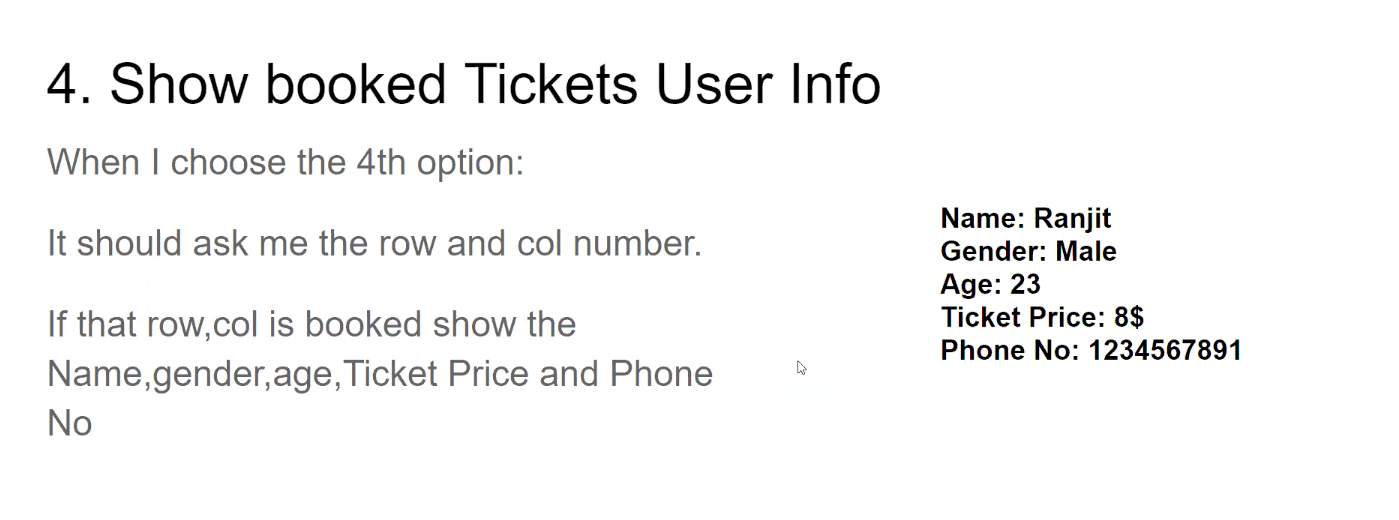 4. Show booked Tickets User Info
When I choose the 4th option:
It should ask me the row and col number.
If that row,col is booked show the
Name,gender,age,Ticket Price and Phone
No
Name: Ranjit
Gender: Male
Age: 23
Ticket Price: 8$
Phone No: 1234567891